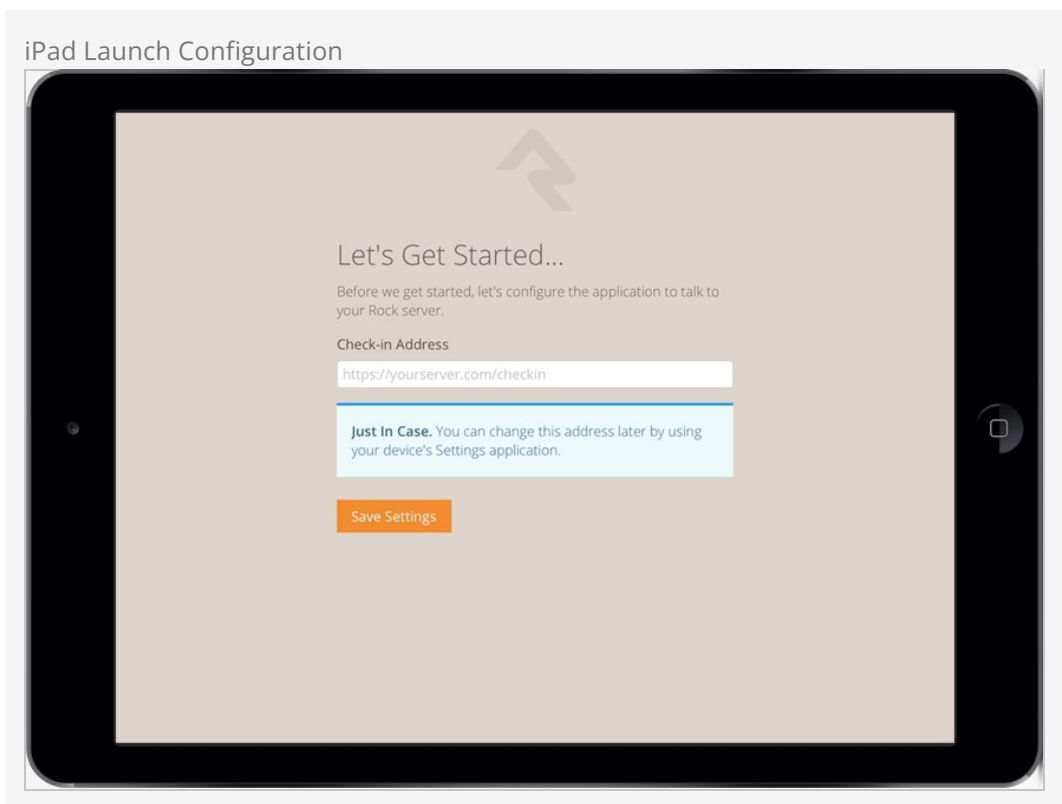 iPad Launch Configuration
Let's Get Started...
Before we get started, let's configure the application to talk to
your Rock server.
Check-in Address
https://yourserver.com/checkin
Just In Case. You can change this address later by using
your device's Settings application.
Save Settings